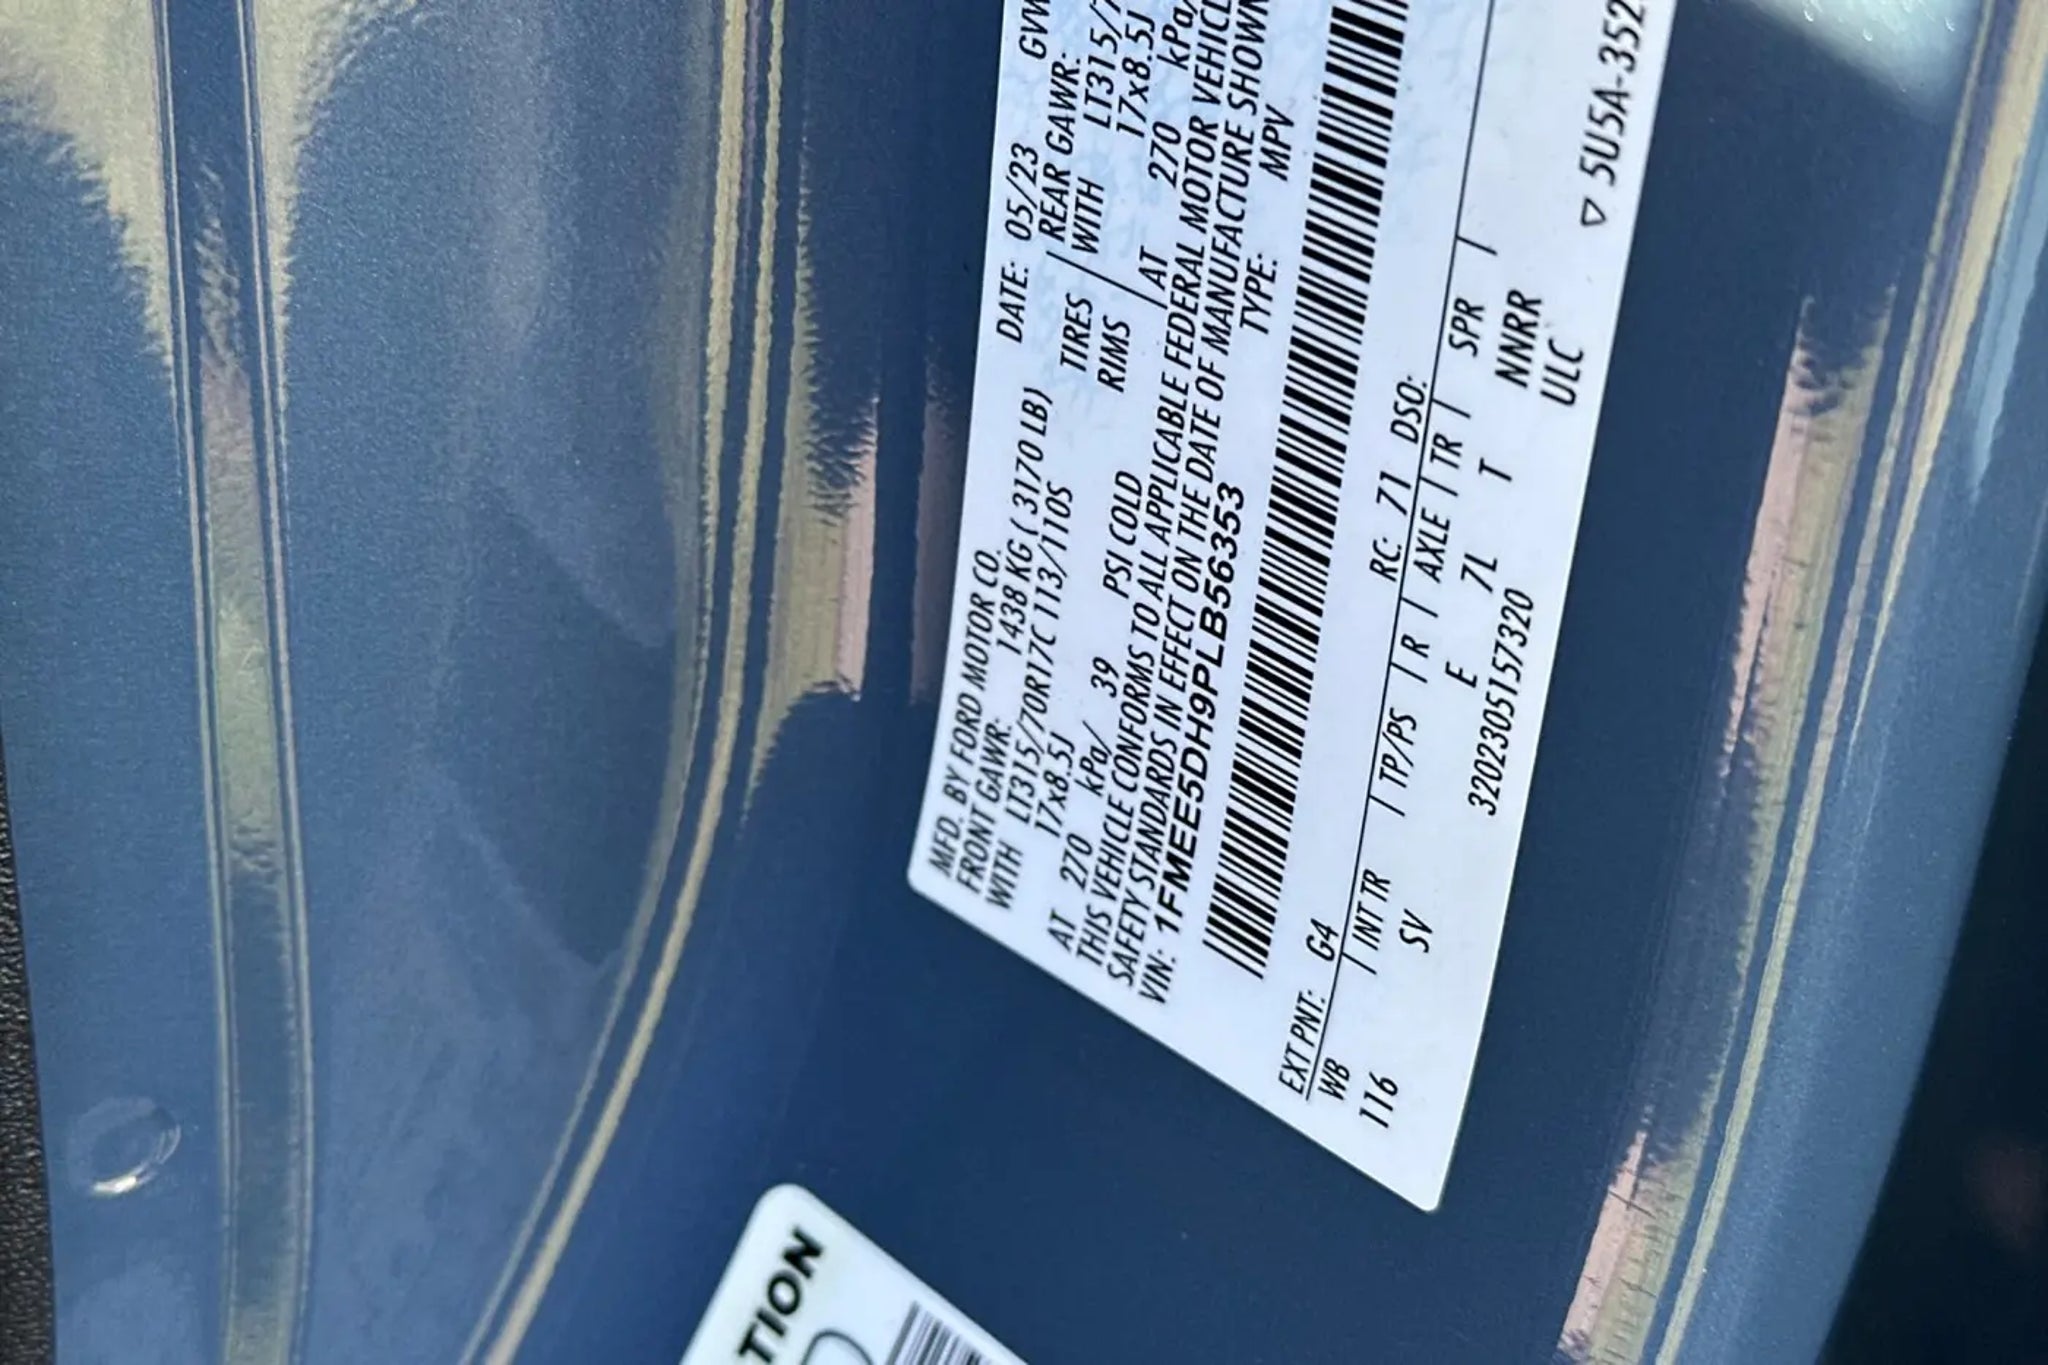 MFD. BY FORD MOTOR CO.
DATE: 05/23
FRONT GAWR: 1438 KG ( 3170 LB)
REAR GAWR:
WITH LT315/70R17C 113/110S TIRES WITH
17x8.5J RIMS 17x8.5J
AT 270 kPa/ 39 PSI COLD AT 270 kPa/
THIS VEHICLE CONFORMS TO ALL APPLICABLE FEDERAL MOTOR
SAFETY STANDARDS IN EFFECT ON THE DATE OF MANUFACTURE SHOWN
VIN: 1FMEE5DH9PLB56353 TYPE: MPV
EXT PNT: G4 RC: 71 DSO:
WB INT TR TP/PS R AXLE TR SPR
116 SV E 7L T NNRR
3202305157320 ULC
▽ 5U5A-352
TION